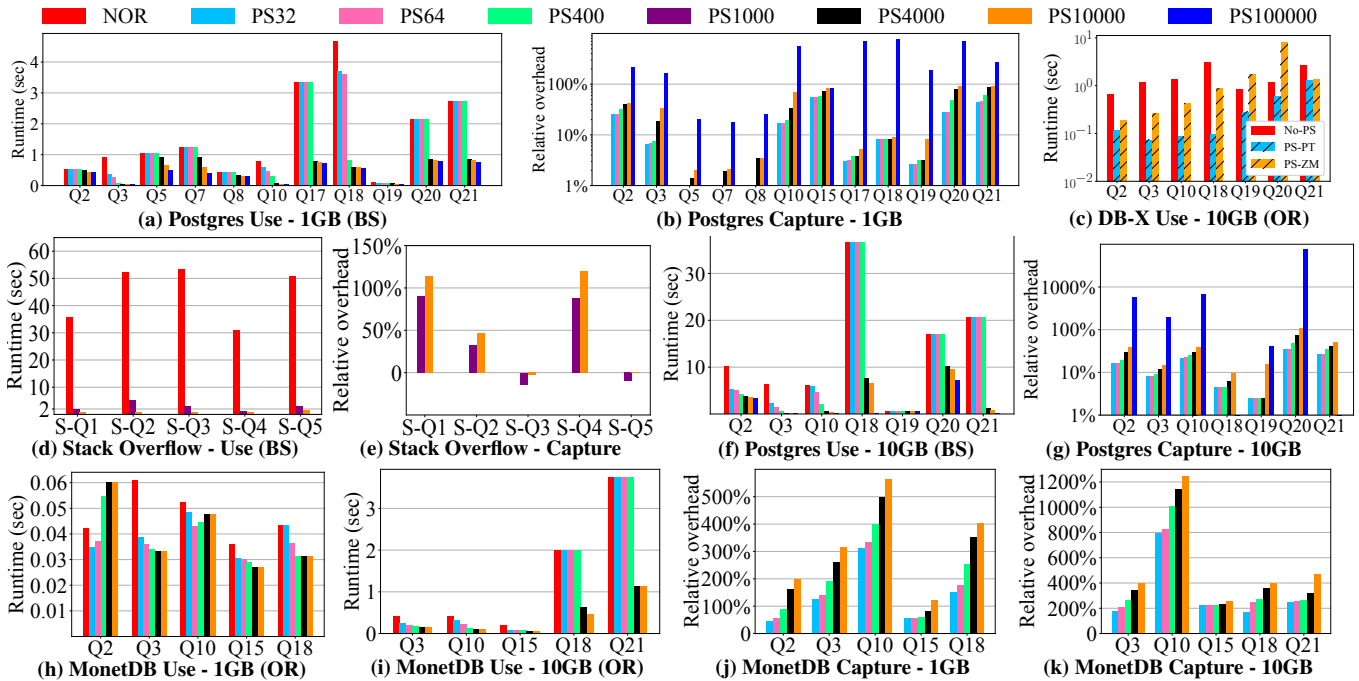 NOR PS32 PS64 PS400 PS1000 PS4000 PS10000 PS100000
Runtime (sec)
4
3
2
1
0
Q2 Q3 Q5 Q17 Q7 Q8 Q10 Q18 Q19 Q20 Q21
(a) Postgres Use - 1GB (BS)
Relative overhead
100%
10%
1%
Q2 Q3 Q5 Q7 Q8 Q10 Q15 Q17 Q18 Q19 Q20 Q21
(b) Postgres Capture - 1GB
Runtime (sec)
10^1
10^0
10^−1
10^−2
No-PS
PS-PT
PS-ZM
Q2 Q3 Q10 Q18 Q19 Q20 Q21
(c) DB-X Use - 10GB (OR)
Runtime (sec)
60
50
40
30
20
10
2
S-Q1 S-Q2 S-Q3 S-Q4 S-Q5
(d) Stack Overflow - Use (BS)
Relative overhead
150%
100%
50%
0%
S-Q1 S-Q2 S-Q3 S-Q4 S-Q5
(e) Stack Overflow - Capture
Runtime (sec)
30
20
10
Q2 Q3 Q10 Q18 Q19 Q20 Q21
(f) Postgres Use - 10GB (BS)
Relative overhead
1000%
100%
10%
1%
Q2 Q3 Q10 Q18 Q19 Q20 Q21
(g) Postgres Capture - 10GB
Runtime (sec)
0.06
0.05
0.04
0.03
0.02
0.01
Q2 Q3 Q10 Q15 Q18
(h) MonetDB Use - 1GB (OR)
Runtime (sec)
3
2
1
0
Q3 Q10 Q15 Q18 Q21
(i) MonetDB Use - 10GB (OR)
Relative overhead
500%
400%
300%
200%
100%
0
Q2 Q3 Q10 Q15 Q18
(j) MonetDB Capture - 1GB
Relative overhead
1200%
1000%
800%
600%
400%
200%
0
Q3 Q10 Q15 Q18 Q21
(k) MonetDB Capture - 10GB